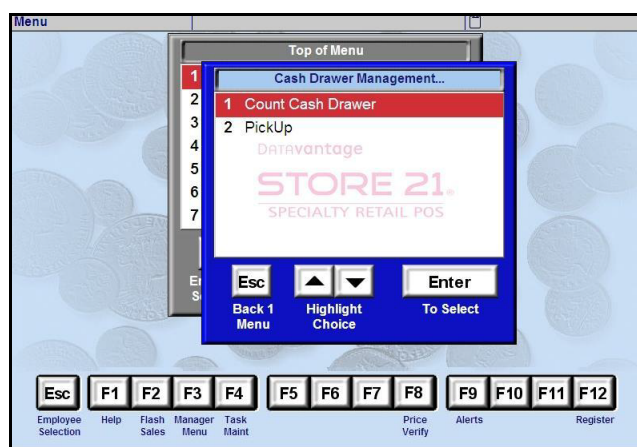 Menu
Top of Menu
1
2
3
4
5
6
7
Cash Drawer Management...
1 Count Cash Drawer
2 PickUp
DATAVantage
STORE 21
SPECIALTY RETAIL POS
Esc
Enter
Back 1
Menu
Highlight
Choice
To Select
Esc F1 F2 F3 F4 F5 F6 F7 F8 F9 F10 F11 F12
Employee
Selection
Help
Flash
Sales
Manager
Menu
Task
Maint
Price
Verify
Alerts
Register